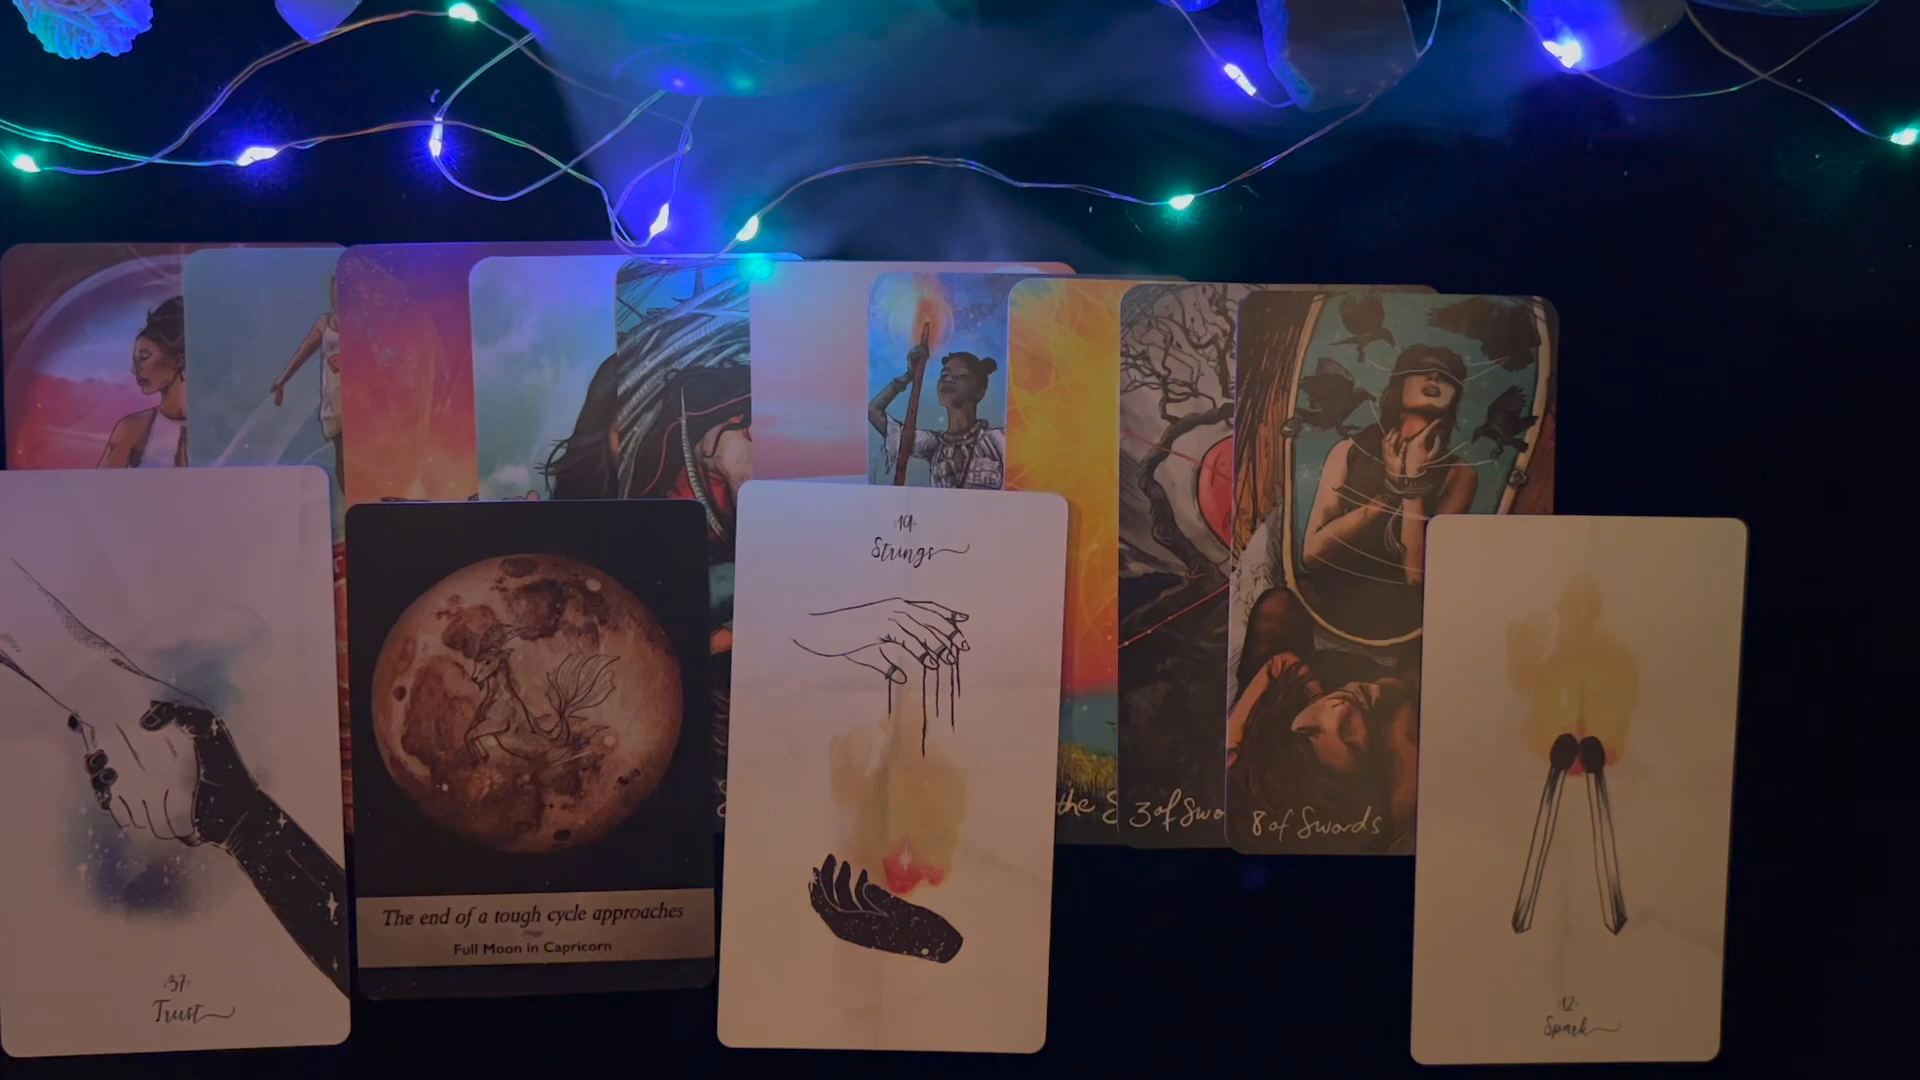 37
Trust
The end of a tough cycle approaches
Full Moon in Capricorn
19
Strings
the S
3 of Swo
8 of Swords
12
Spark